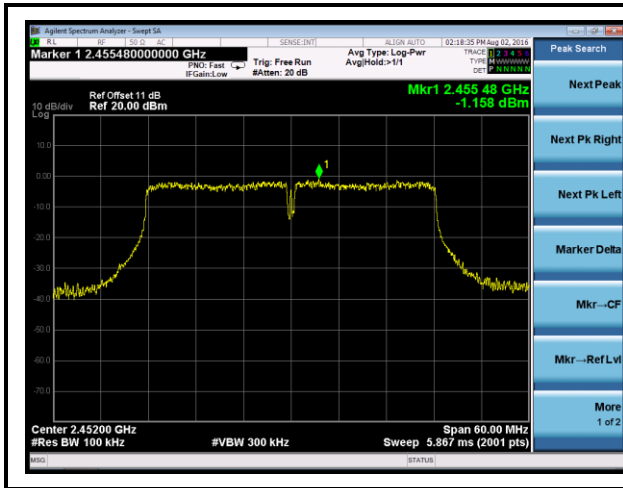 Agilent Spectrum Analyzer - Swept SA
RL RF 50 Ω AC SENSE:INT ALIGN AUTO 02:18:35 PM Aug 02, 2016
Marker 1 2.455480000000 GHz
PNO: Fast
IFGain:Low
Trig: Free Run
#Atten: 20 dB
Avg Type: Log-Pwr
Avg|Hold:>1/1
TRACE 1 2 3 4 5 6
TYPE M W W W W W
DET P N N N N N
Peak Search
Next Peak
Next Pk Right
Next Pk Left
Marker Delta
Mkr→CF
Mkr→Ref Lvl
More
1 of 2
Mkr1 2.455 48 GHz
-1.158 dBm
Ref Offset 11 dB
10 dB/div Ref 20.00 dBm
Log
10.0
0.00
-10.0
-20.0
-30.0
-40.0
-50.0
-60.0
-70.0
1
Center 2.45200 GHz Span 60.00 MHz
#Res BW 100 kHz #VBW 300 kHz Sweep 5.867 ms (2001 pts)
MSG STATUS